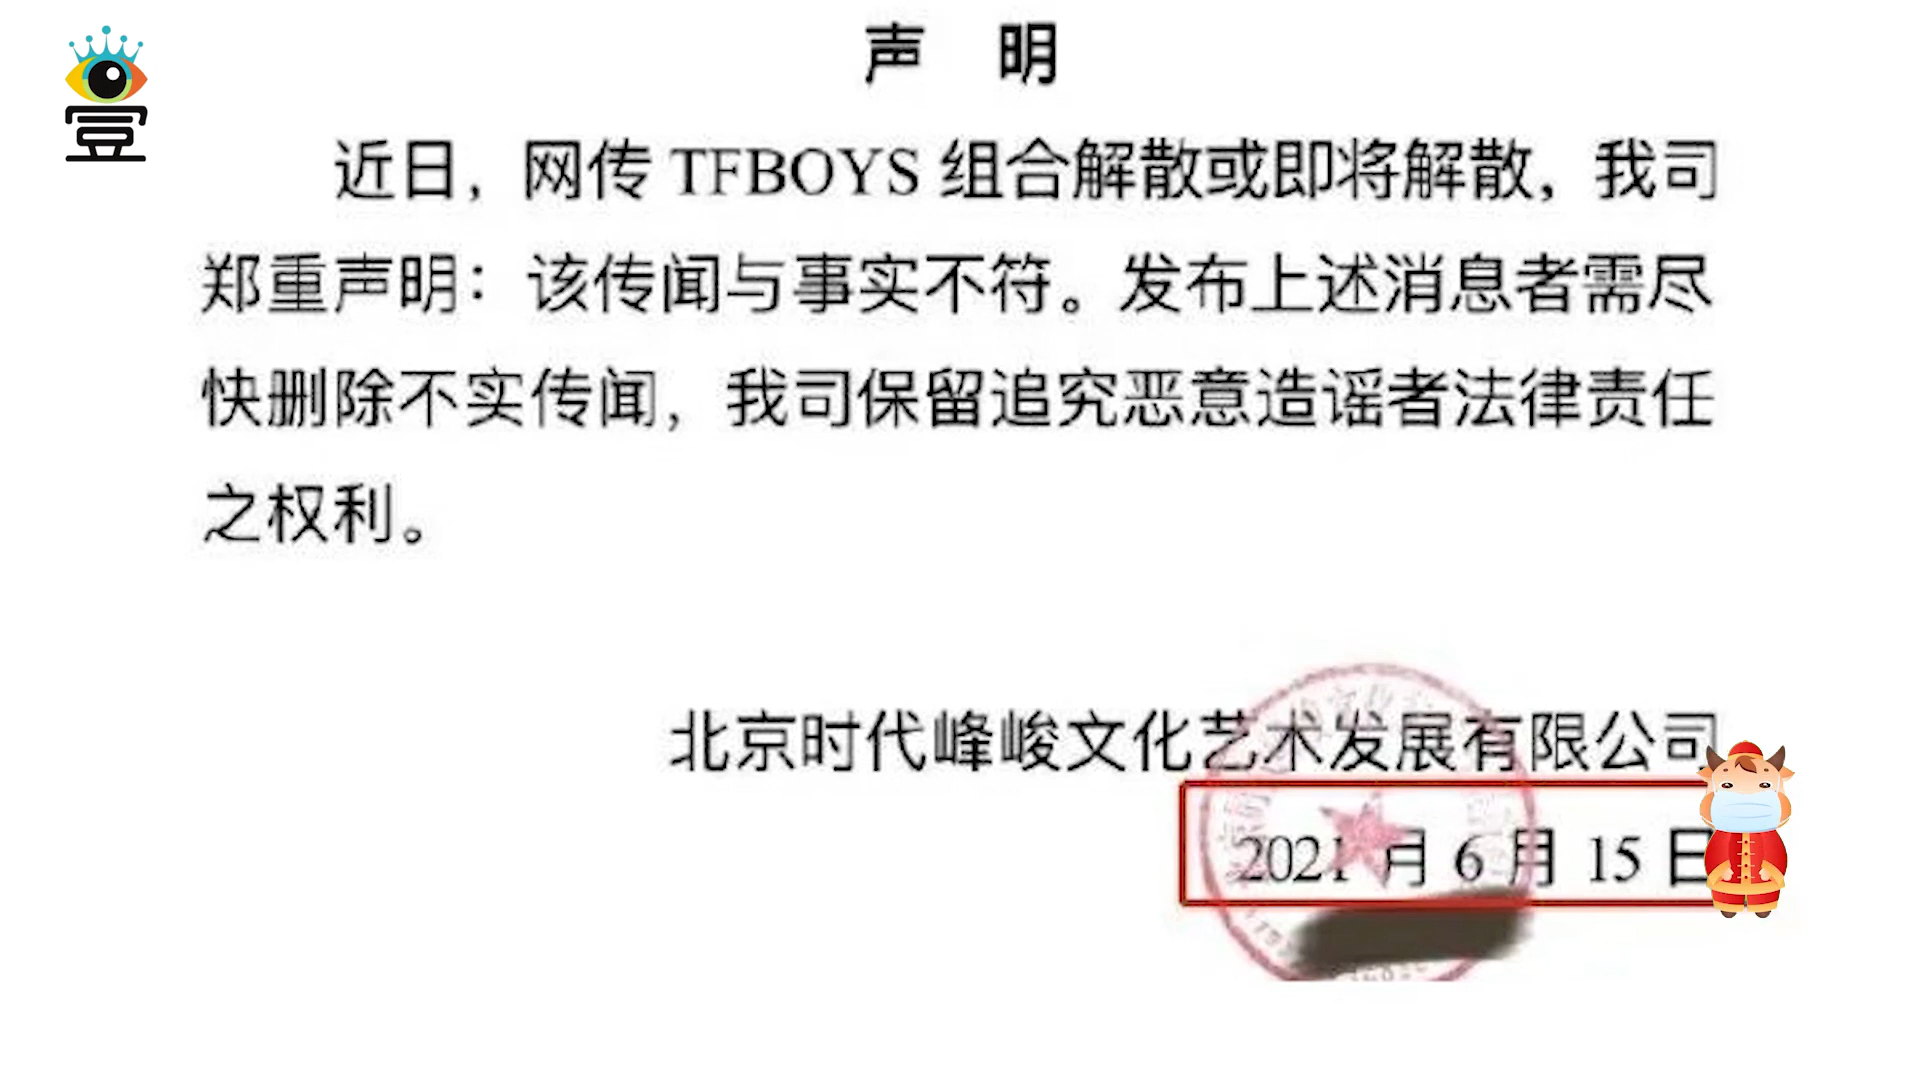 声 明
壹
近日，网传 TFBOYS 组合解散或即将解散，我司
郑重声明：该传闻与事实不符。发布上述消息者需尽
快删除不实传闻，我司保留追究恶意造谣者法律责任
之权利。
北京时代峰峻文化艺术发展有限公司
2021 月 6 月 15 日